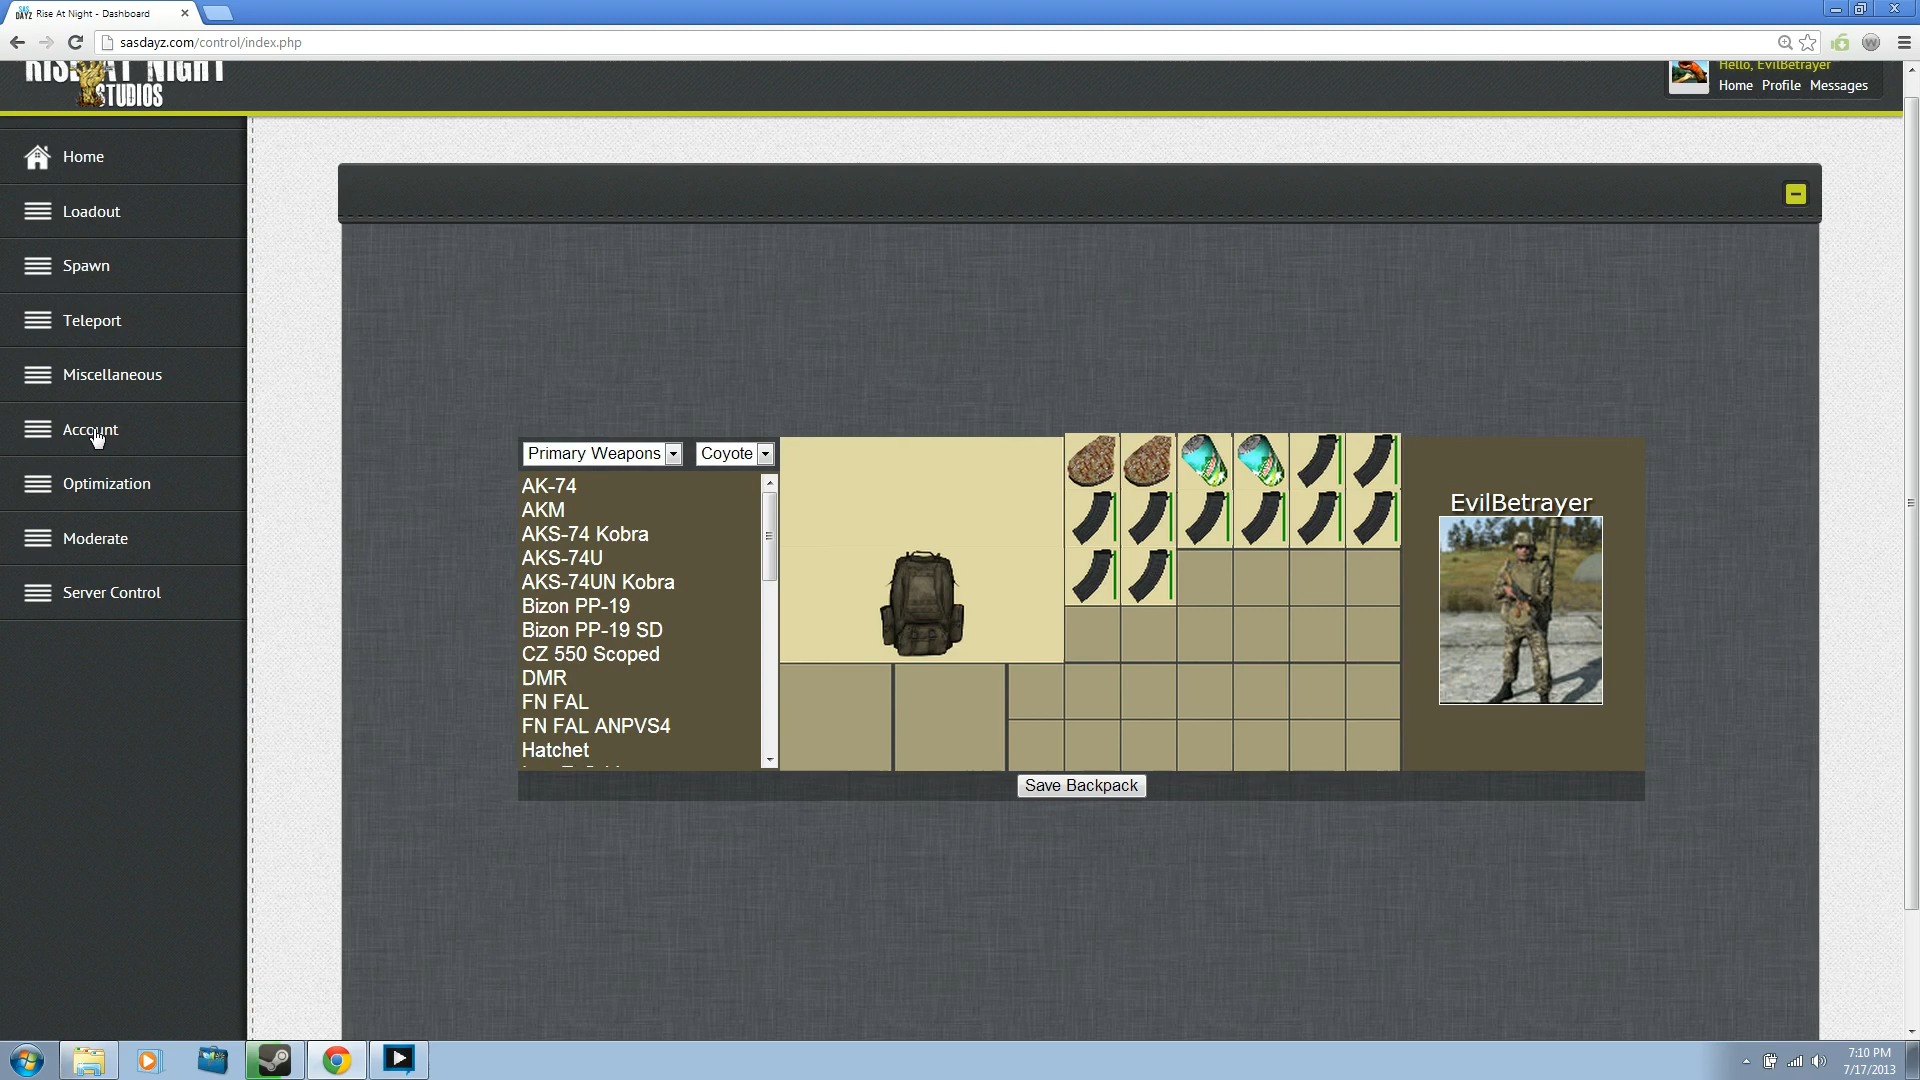 Rise At Night - Dashboard
sasdayz.com/control/index.php
RISE AT NIGHT
STUDIOS
Hello, EvilBetrayer
Home Profile Messages
Home
Loadout
Spawn
Teleport
Miscellaneous
Account
Optimization
Moderate
Server Control
Primary Weapons
Coyote
AK-74
AKM
AKS-74 Kobra
AKS-74U
AKS-74UN Kobra
Bizon PP-19
Bizon PP-19 SD
CZ 550 Scoped
DMR
FN FAL
FN FAL ANPVS4
Hatchet
EvilBetrayer
Save Backpack
7:10 PM
7/17/2013